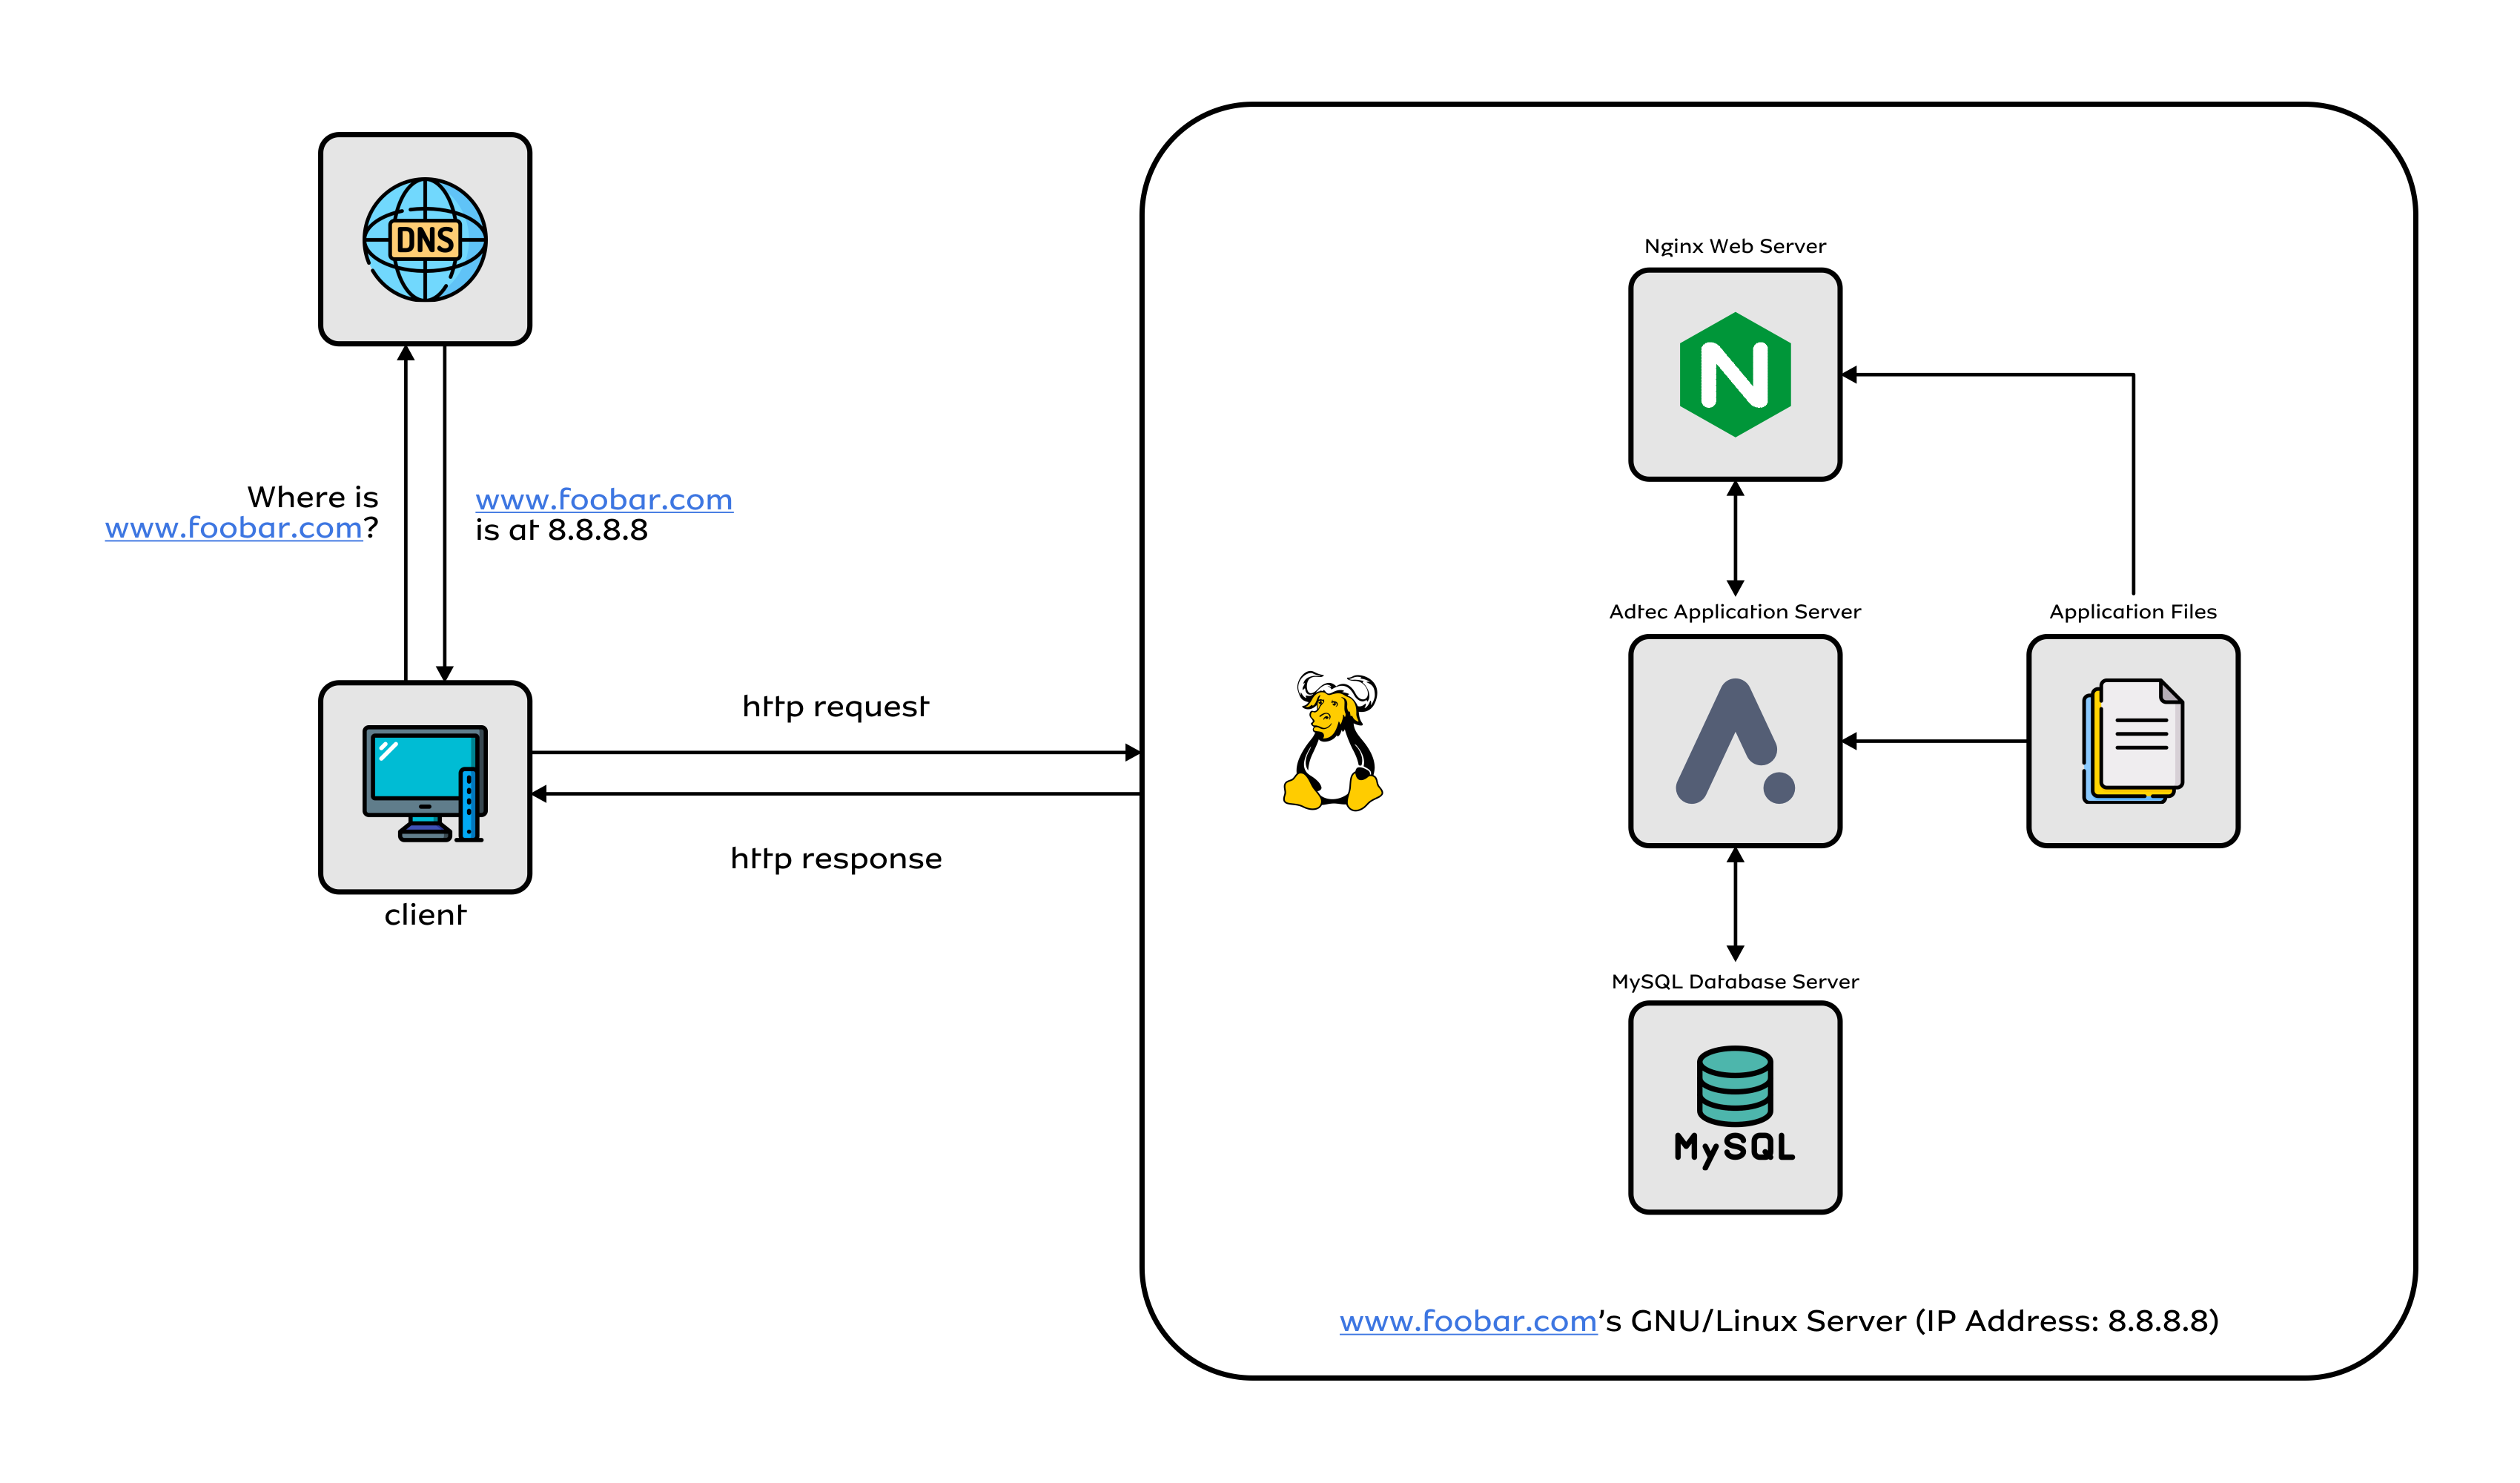 DNS
Where is
www.foobar.com?
www.foobar.com
is at 8.8.8.8
client
http request
http response
Nginx Web Server
N
Adtec Application Server
Application Files
MySQL Database Server
MySQL
www.foobar.com's GNU/Linux Server (IP Address: 8.8.8.8)